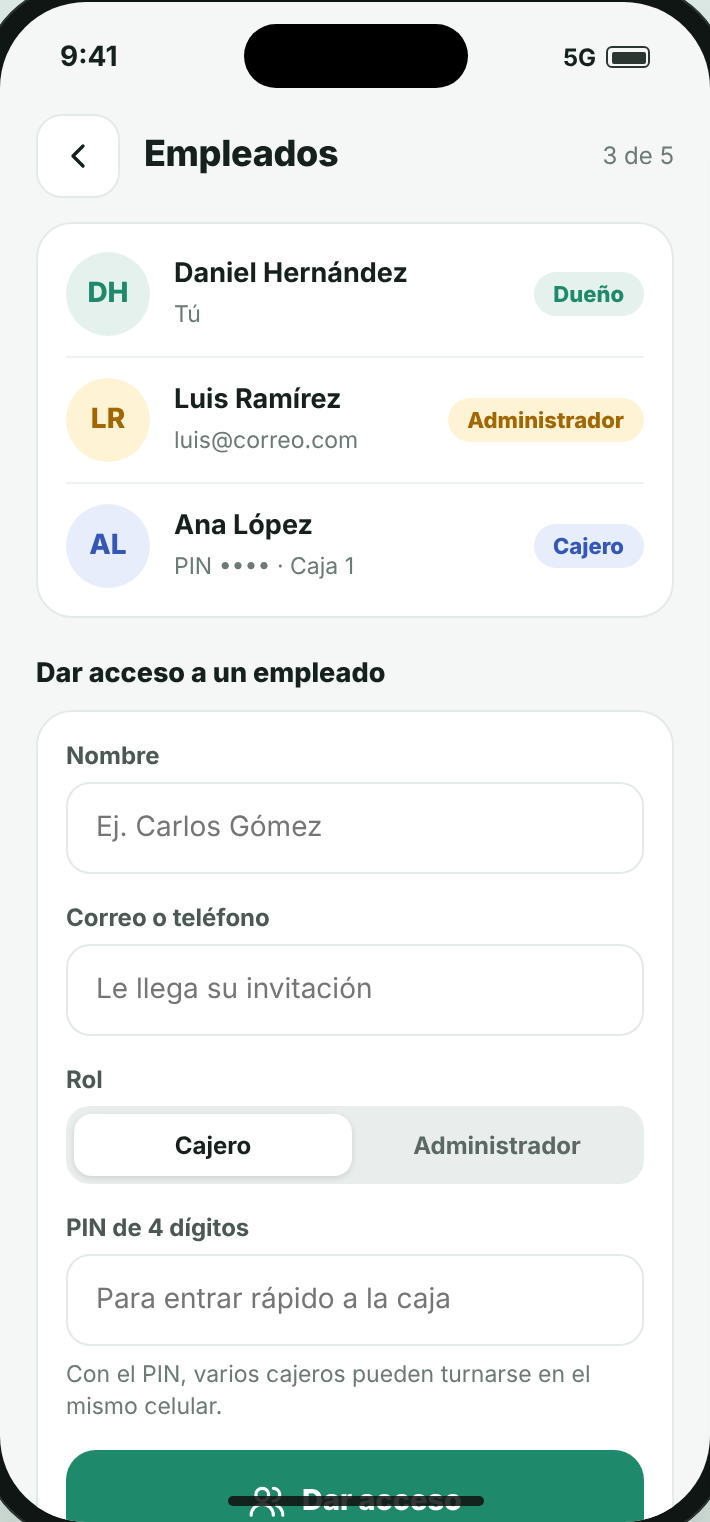 9:41
5G
Empleados
3 de 5
DH
Daniel Hernández
Tú
Dueño
LR
Luis Ramírez
luis@correo.com
Administrador
AL
Ana López
PIN •••• · Caja 1
Cajero
Dar acceso a un empleado
Nombre
Ej. Carlos Gómez
Correo o teléfono
Le llega su invitación
Rol
Cajero
Administrador
PIN de 4 dígitos
Para entrar rápido a la caja
Con el PIN, varios cajeros pueden turnarse en el
mismo celular.
Dar acceso